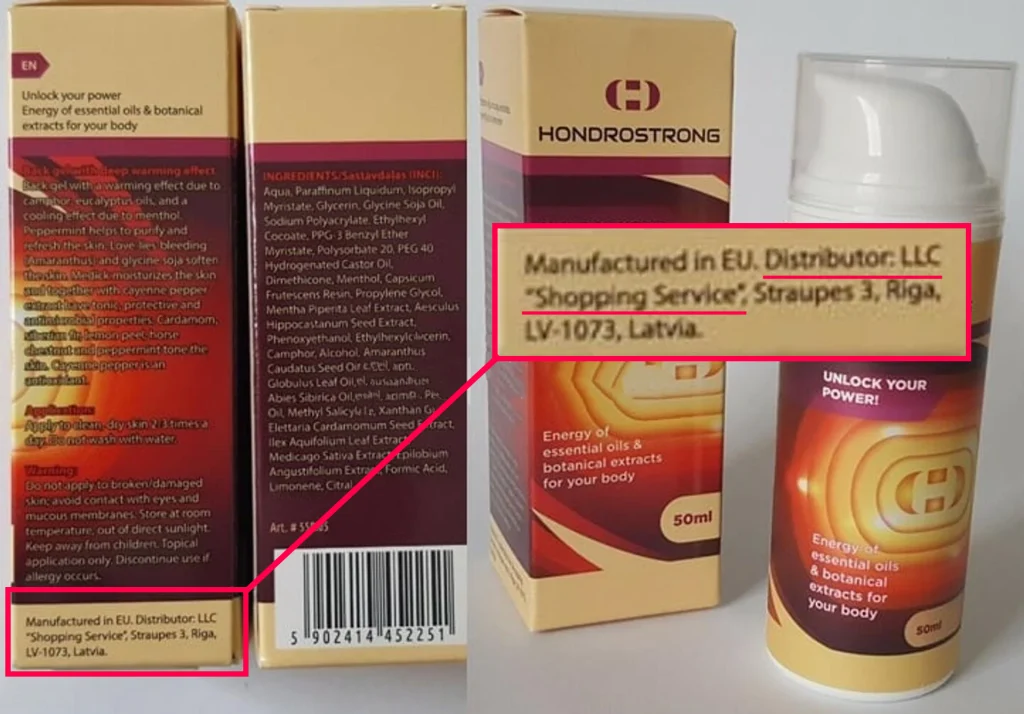 EN
Unlock your power
Energy of essential oils & botanical
extracts for your body
Back gel with deep warming effect
Back gel with a warming effect due to
camphor, eucalyptus oils, and a
cooling effect due to menthol.
Peppermint helps to purify and
refresh the skin. Love-lies bleeding
(Amaranthus) and glycine soja soften
the skin. Medick moisturizes the skin
and together with cayenne pepper
extract have tonic, protective and
antimicrobial properties. Cardamom,
siberian fir, lemon peel, horse
chestnut and peppermint tone the
skin. Cayenne pepper is an
antioxidant.
Application:
Apply to clean, dry skin 2-3 times a
day. Do not wash with water.
Warning:
Do not apply to broken/damaged
skin; avoid contact with eyes and
mucous membranes. Store at room
temperature, out of direct sunlight.
Keep away from children. Topical
application only. Discontinue use if
allergy occurs.
Manufactured in EU. Distributor: LLC
"Shopping Service", Straupes 3, Riga,
LV-1073, Latvia.
INGREDIENTS/Sastāvdaļas (INCI):
Aqua, Paraffinum Liquidum, Isopropyl
Myristate, Glycerin, Glycine Soja Oil,
Sodium Polyacrylate, Ethylhexyl
Cocoate, PPG-3 Benzyl Ether
Myristate, Polysorbate 20, PEG 40
Hydrogenated Castor Oil,
Dimethicone, Menthol, Capsicum
Frutescens Resin, Propylene Glycol,
Mentha Piperita Leaf Extract, Aesculus
Hippocastanum Seed Extract,
Phenoxyethanol, Ethylhexylglycerin,
Camphor, Alcohol, Amaranthus
Caudatus Seed Oil
Globulus Leaf Oil,
Abies Sibirica Oil,
Oil, Methyl Salicylate, Xanthan
Elettaria Cardamomum Seed Extract,
Ilex Aquifolium Leaf Extract,
Medicago Sativa Extract, Epilobium
Angustifolium Extract, Formic Acid,
Limonene, Citral
Art. #
5 902414 452251
HONDROSTRONG
Energy of
essential oils &
botanical extracts
for your body
50ml
Manufactured in EU. Distributor: LLC
"Shopping Service", Straupes 3, Riga,
LV-1073, Latvia.
UNLOCK YOUR
POWER!
Energy of
essential oils
& botanical
extracts for
your body
50ml